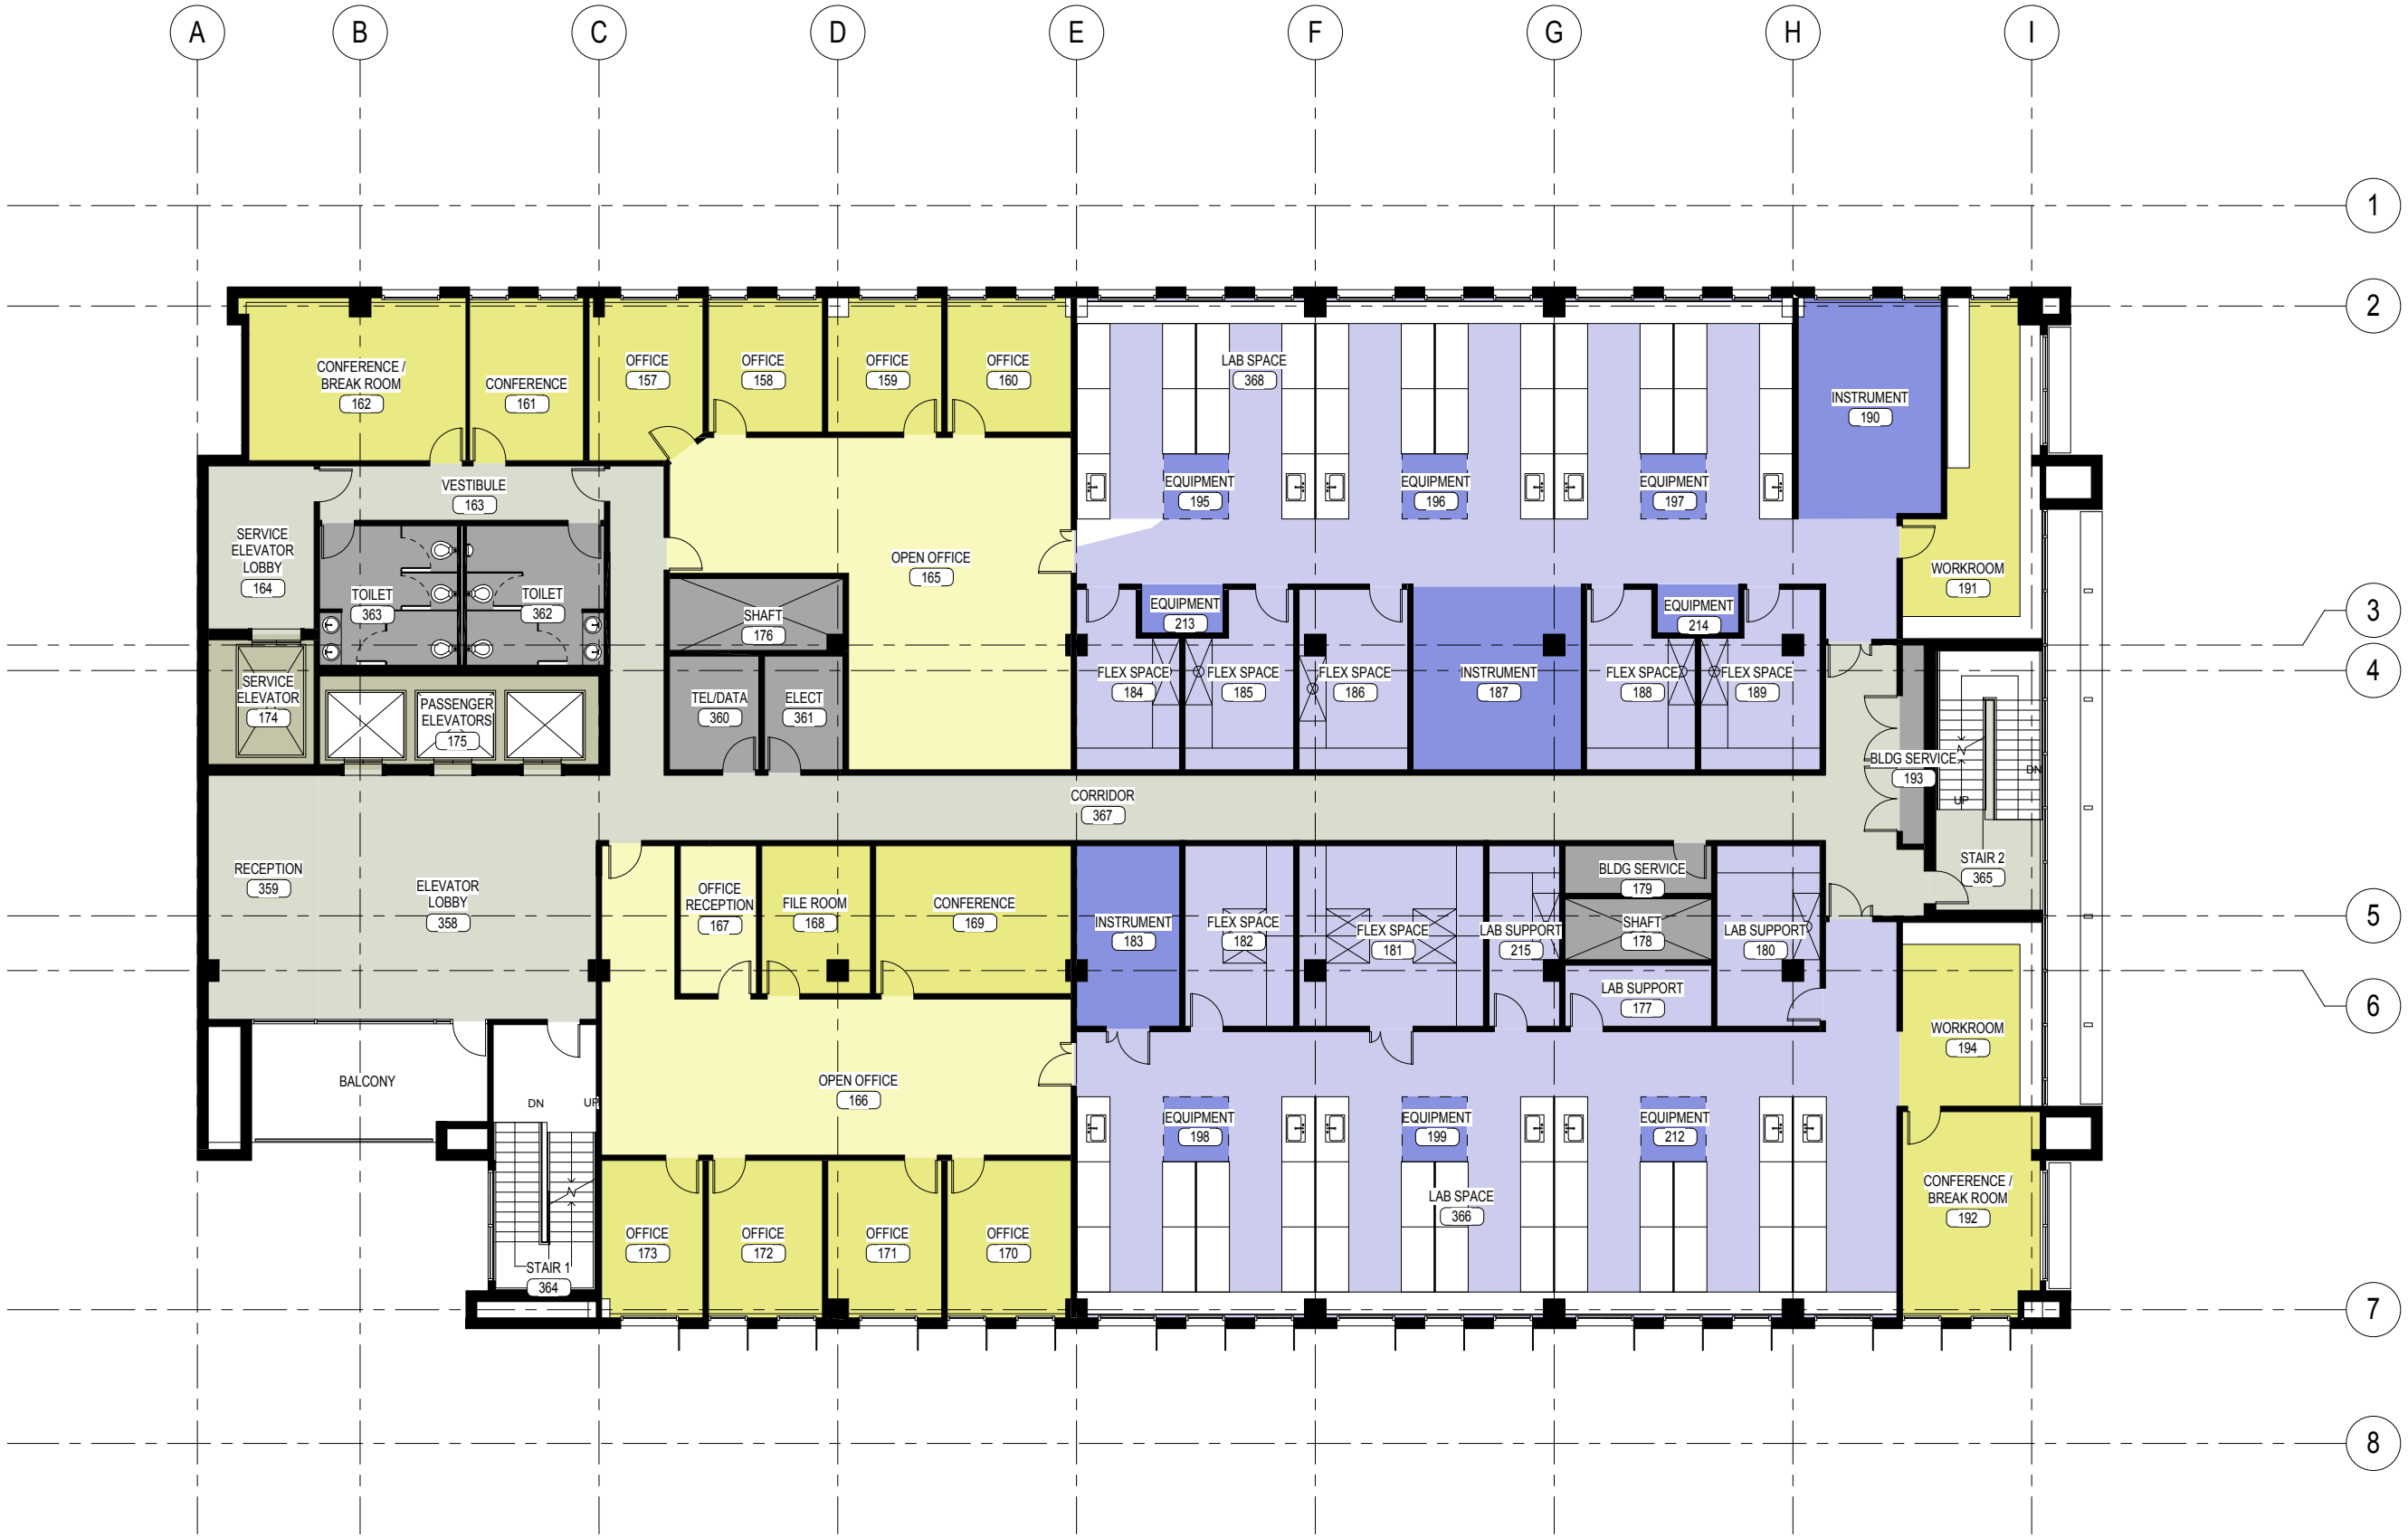 A
B
C
D
E
F
G
H
I
1
2
3
4
5
6
7
8
CONFERENCE /
BREAK ROOM
162
CONFERENCE
161
OFFICE
157
OFFICE
158
OFFICE
159
OFFICE
160
LAB SPACE
368
INSTRUMENT
190
VESTIBULE
163
EQUIPMENT
195
EQUIPMENT
196
EQUIPMENT
197
SERVICE
ELEVATOR
LOBBY
164
TOILET
363
TOILET
362
OPEN OFFICE
165
WORKROOM
191
SHAFT
176
EQUIPMENT
213
EQUIPMENT
214
SERVICE
ELEVATOR
174
PASSENGER
ELEVATORS
175
TEL/DATA
360
ELECT
361
FLEX SPACE
184
FLEX SPACE
185
FLEX SPACE
186
INSTRUMENT
187
FLEX SPACE
188
FLEX SPACE
189
BLDG SERVICE
193
DN
UP
CORRIDOR
367
RECEPTION
359
ELEVATOR
LOBBY
358
OFFICE
RECEPTION
167
FILE ROOM
168
CONFERENCE
169
INSTRUMENT
183
FLEX SPACE
182
FLEX SPACE
181
LAB SUPPORT
215
BLDG SERVICE
179
SHAFT
178
LAB SUPPORT
177
LAB SUPPORT
180
STAIR 2
365
WORKROOM
194
BALCONY
DN
UP
OPEN OFFICE
166
EQUIPMENT
198
EQUIPMENT
199
EQUIPMENT
212
LAB SPACE
366
CONFERENCE /
BREAK ROOM
192
STAIR 1
364
OFFICE
173
OFFICE
172
OFFICE
171
OFFICE
170